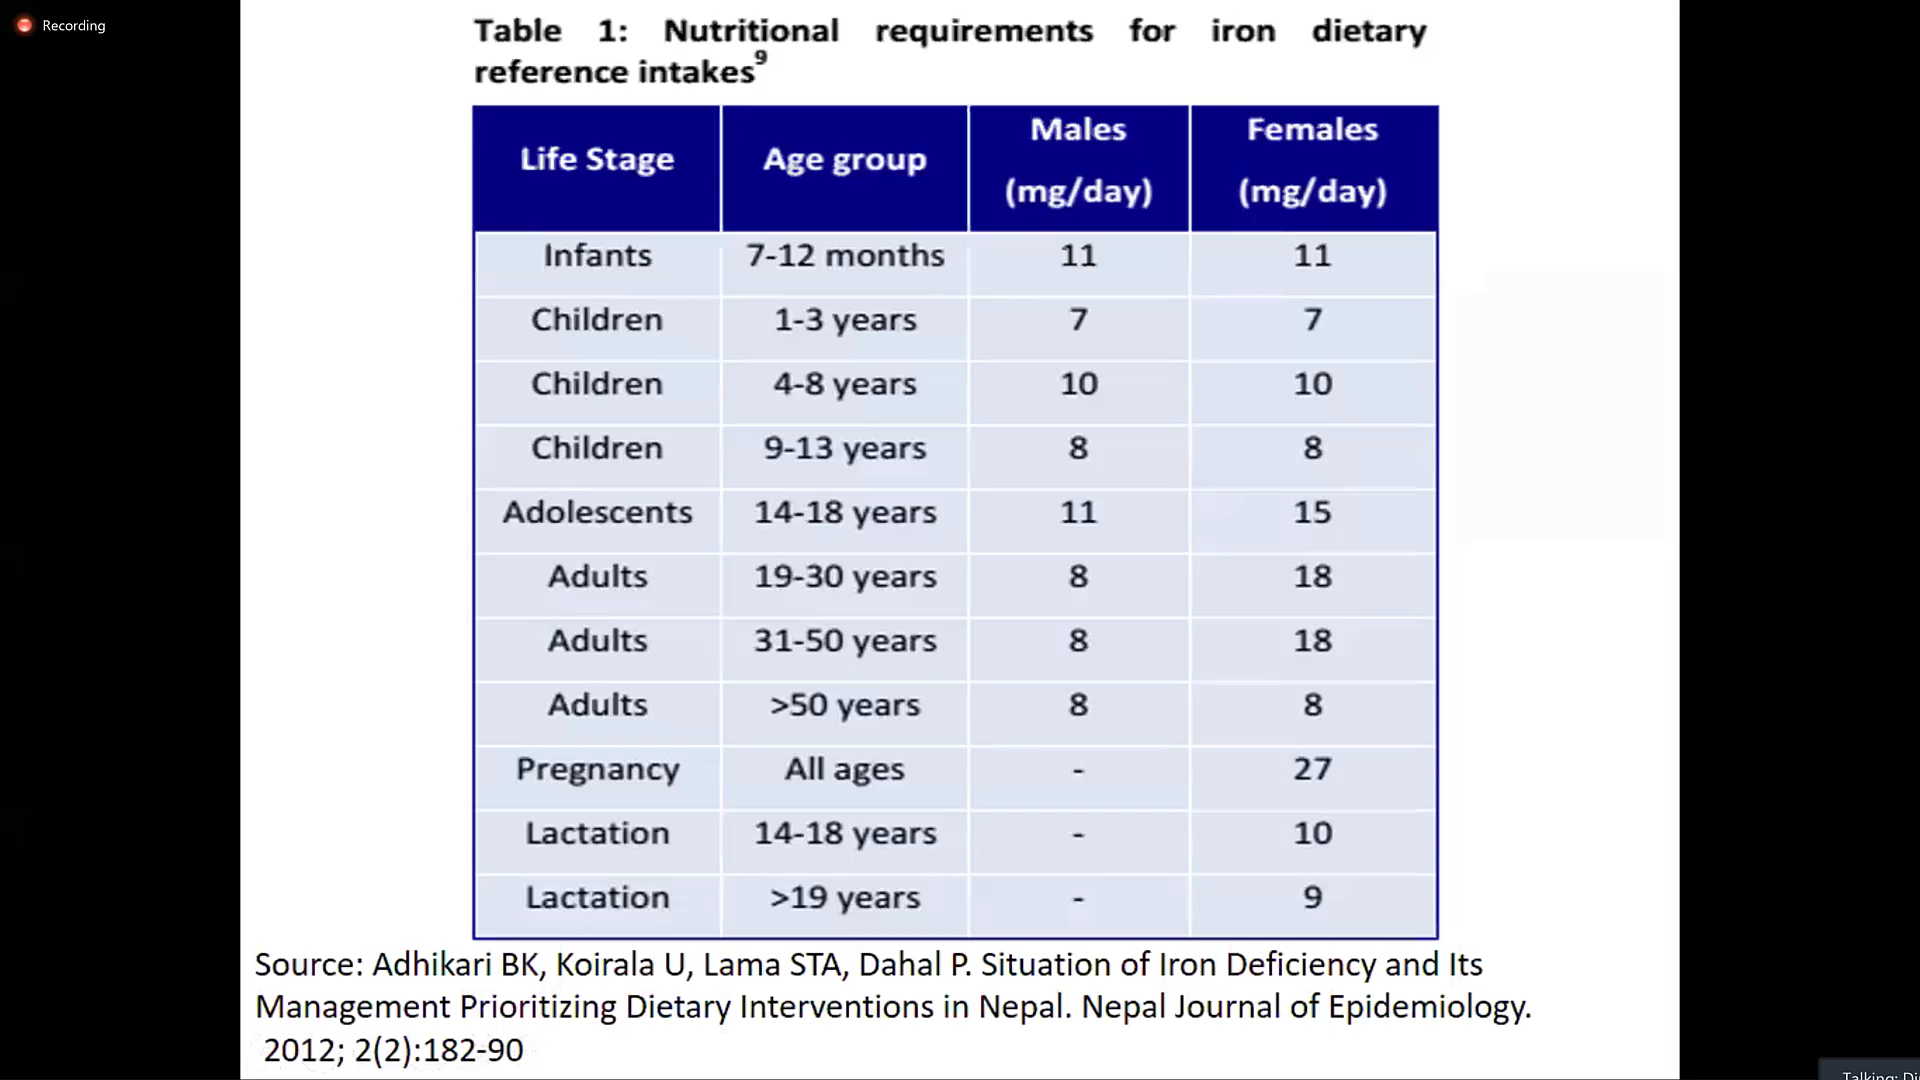 Recording
Table 1: Nutritional requirements for iron dietary
reference intakes9
Life Stage Age group Males (mg/day) Females (mg/day)
Infants 7-12 months 11 11
Children 1-3 years 7 7
Children 4-8 years 10 10
Children 9-13 years 8 8
Adolescents 14-18 years 11 15
Adults 19-30 years 8 18
Adults 31-50 years 8 18
Adults >50 years 8 8
Pregnancy All ages - 27
Lactation 14-18 years - 10
Lactation >19 years - 9
Source: Adhikari BK, Koirala U, Lama STA, Dahal P. Situation of Iron Deficiency and Its
Management Prioritizing Dietary Interventions in Nepal. Nepal Journal of Epidemiology.
2012; 2(2):182-90
Talking: